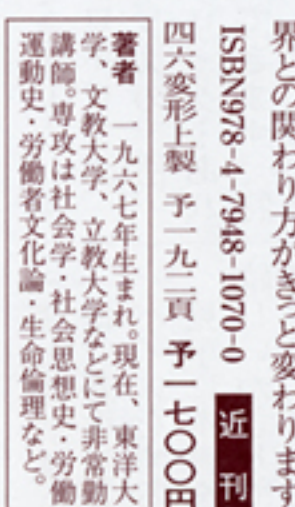 界との関わり方がきっと変わります
ISBN978-4-7948-1070-0 近刊
四六変形上製 予一九二頁 予一七〇〇円
著者 一九六七年生まれ。現在、東洋大
学、文教大学、立教大学などにて非常勤
講師。専攻は社会学・社会思想史・労働
運動史・労働者文化論・生命倫理など。